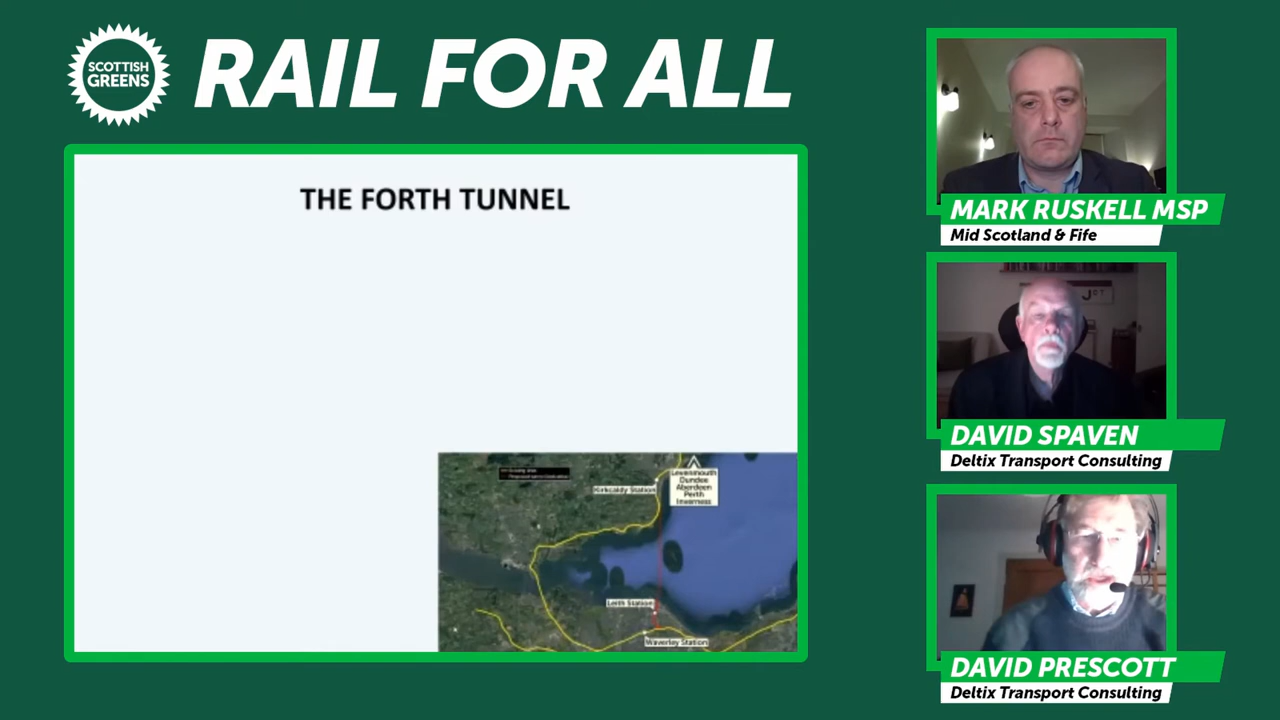 SCOTTISH
GREENS
RAIL FOR ALL
THE FORTH TUNNEL
Kirkcaldy Station
Levenmouth
Dundee
Aberdeen
Perth
Inverness
Leith Station
Waverley Station
MARK RUSKELL MSP
Mid Scotland & Fife
DAVID SPAVEN
Deltix Transport Consulting
DAVID PRESCOTT
Deltix Transport Consulting